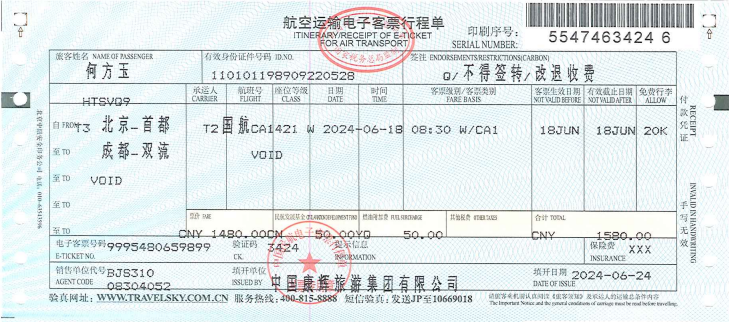 航空运输电子客票行程单
ITINERARY/RECEIPT OF E-TICKET
FOR AIR TRANSPORT
印刷序号: 5547463424 6
SERIAL NUMBER:
旅客姓名 NAME OF PASSENGER 有效身份证件号码 ID.NO. 签注 ENDORSEMENTS/RESTRICTIONS(CARBON)
何方玉 110101198909220528 Q/不得签转/改退收费
HTSVQ9 承运人 CARRIER 航班号 FLIGHT 座位等级 CLASS 日期 DATE 时间 TIME 客票级别/客票类别 FARE BASIS 客票生效日期 NOT VALID BEFORE 有效截止日期 NOT VALID AFTER 免费行李 ALLOW
自 FROM T3 北京—首都 T2 国航 CA1421 W 2024-06-18 08:30 W/CA1 18JUN 18JUN 20K
至 TO 成都—双流 VOID
至 TO VOID
至 TO
至 TO
票价 FARE 民航发展基金 燃油附加费 FUEL SURCHARGE 其他税费 OTHER TAXES 合计 TOTAL
CNY 1480.00 CN 50.00 YQ 50.00 CNY 1580.00
电子客票号码 9995480659899 验证码 3424 提示信息 保险费 XXX
E-TICKET NO. CK. INFORMATION INSURANCE
销售单位代号 BJS310 填开单位 中国康辉旅游集团有限公司 填开日期 2024-06-24
AGENT CODE 08304052 ISSUED BY DATE OF ISSUE
验真网址: WWW.TRAVELSKY.COM.CN 服务热线: 400-815-8888 短信验真: 发送JP至10669018
The Important Notice and the general conditions of carriage must be read before travelling.
付款凭证 RECEIPT
手写无效 INVALID IN HANDWRITING